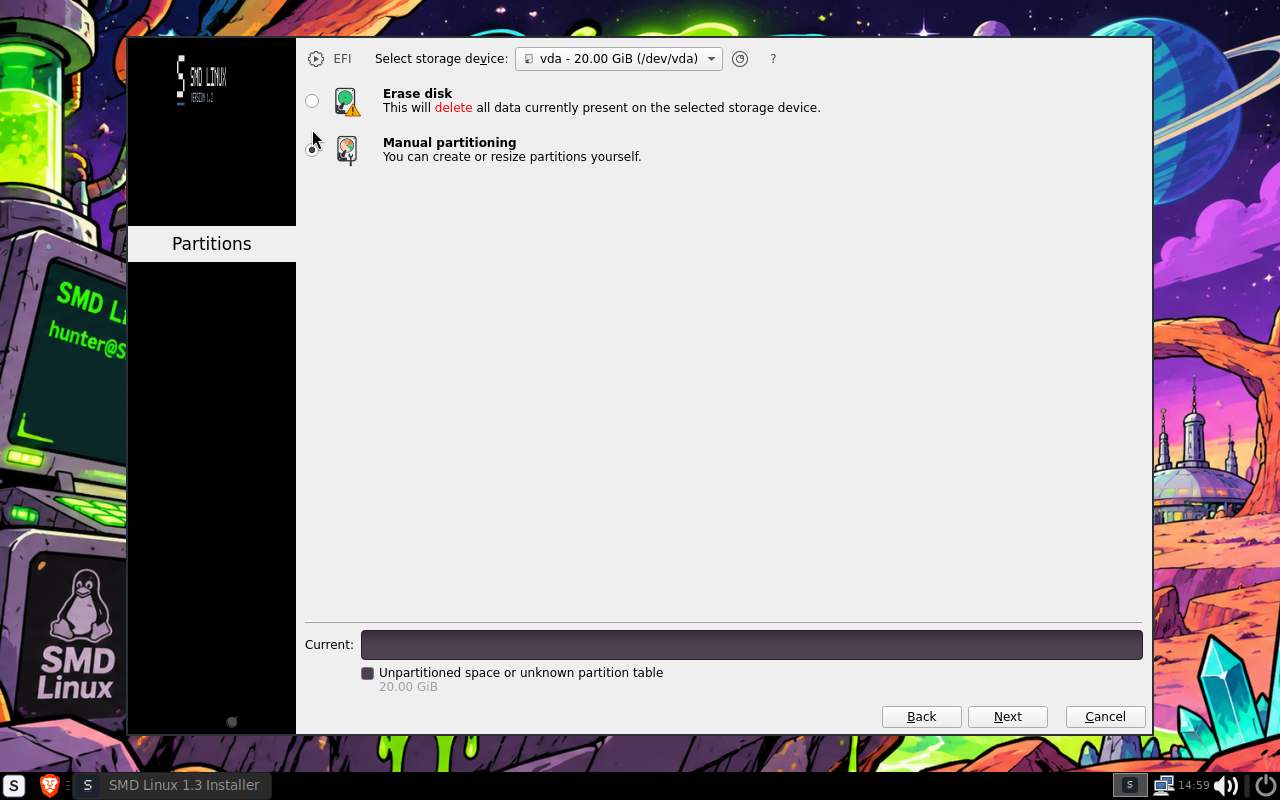 SMD LINUX
VERSION 1.2
EFI
Select storage device:
vda - 20.00 GiB (/dev/vda)
?
Erase disk
This will delete all data currently present on the selected storage device.
Manual partitioning
You can create or resize partitions yourself.
Partitions
SMD Li
hunter@S
SMD
Linux
Current:
Unpartitioned space or unknown partition table
20.00 GiB
Back
Next
Cancel
S
S
SMD Linux 1.3 Installer
S
14:59